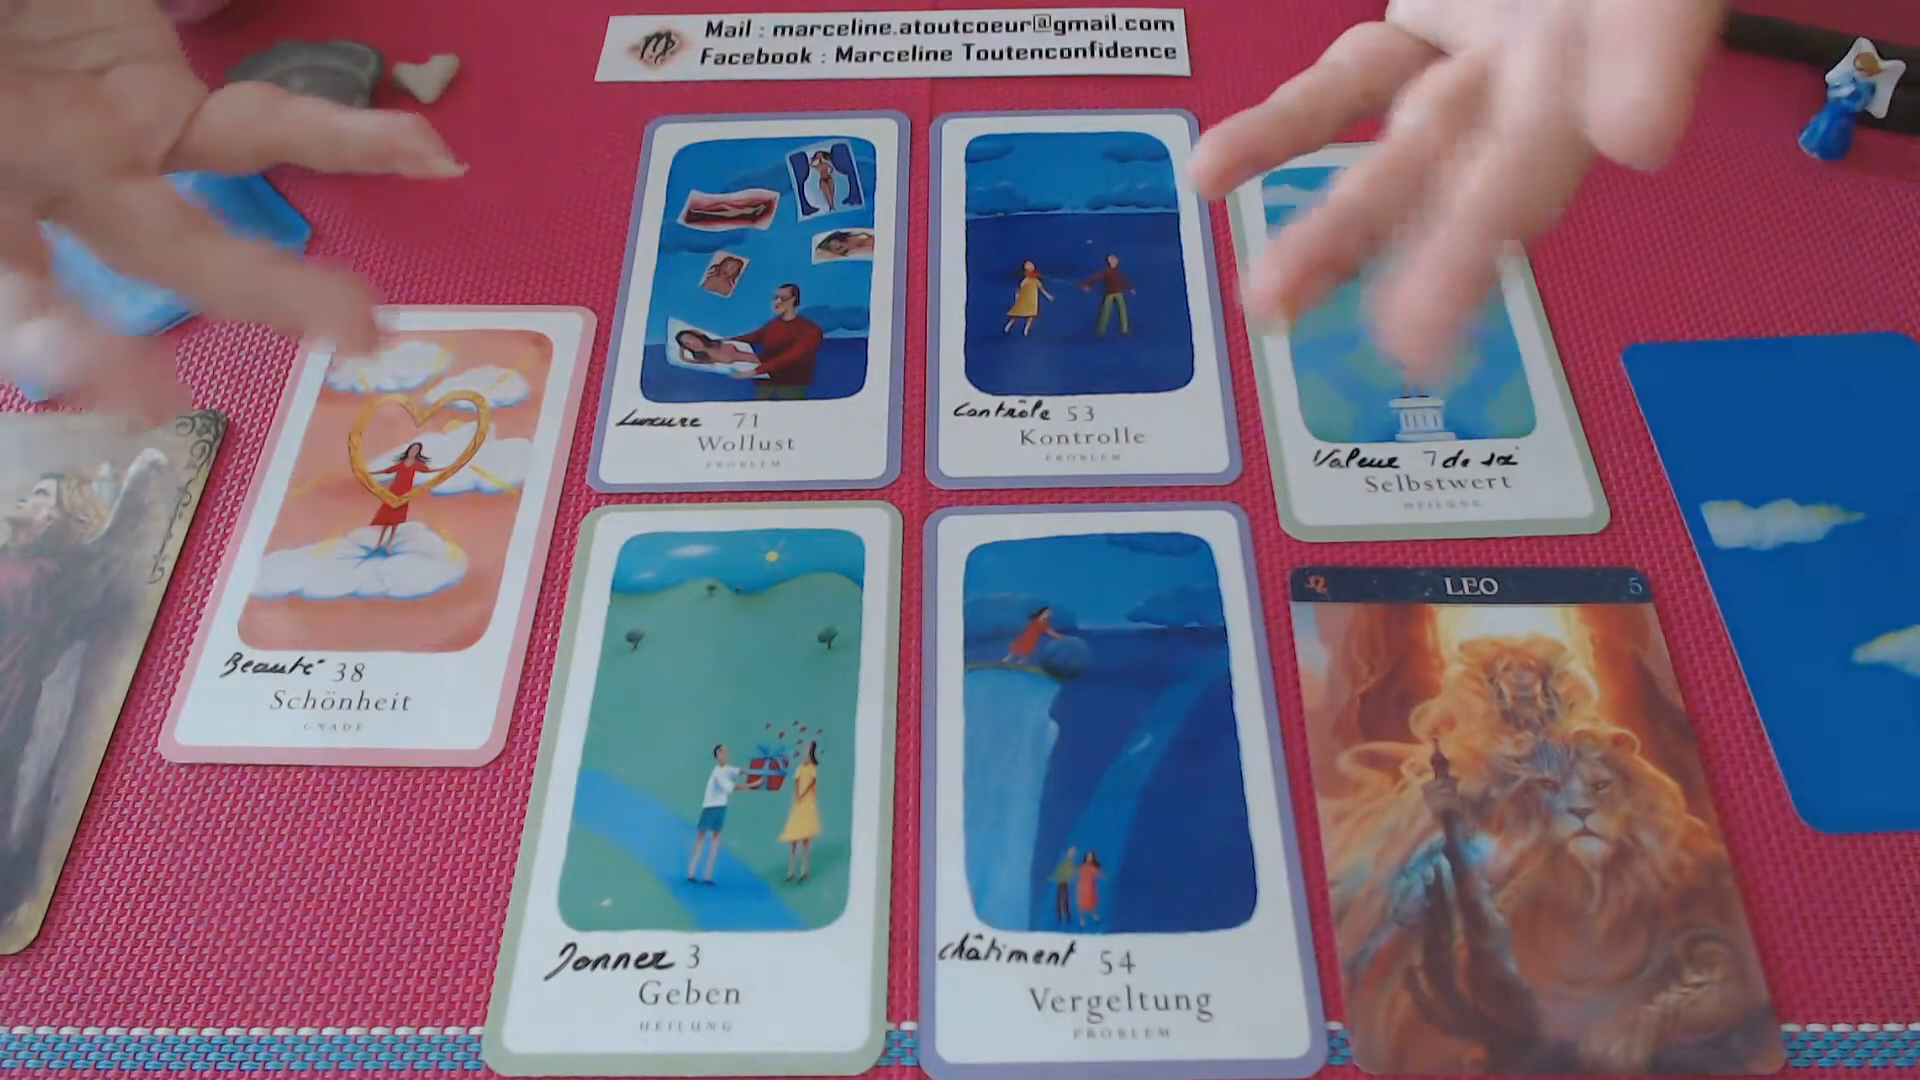 Mail : marceline.atoutcoeur@gmail.com
Facebook : Marceline Toutenconfidence
Luxure 71
Wollust
PROBLEM
Contrôle 53
Kontrolle
PROBLEM
Valeur 7 de soi
Selbstwert
HEILUNG
Beauté 38
Schönheit
GNADE
Donner 3
Geben
HEILUNG
châtiment 54
Vergeltung
PROBLEM
LEO 5